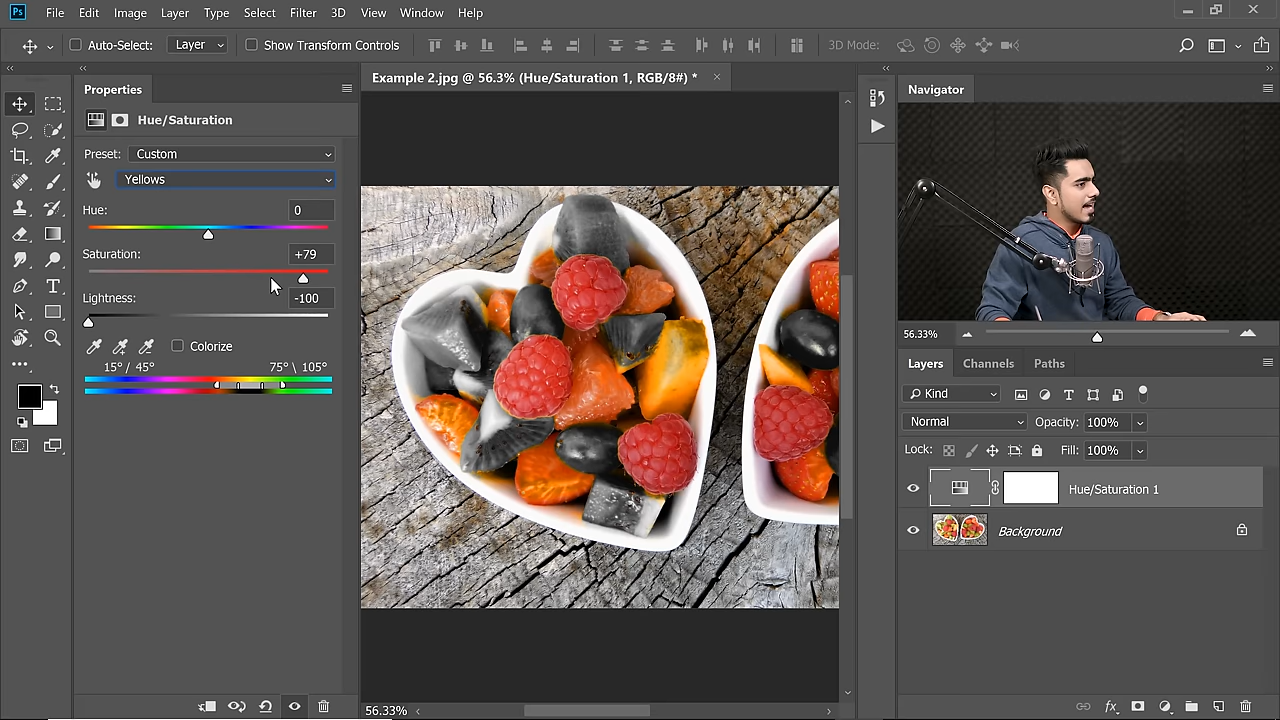 Ps File Edit Image Layer Type Select Filter 3D View Window Help
Auto-Select: Layer Show Transform Controls 3D Mode:
Properties
Hue/Saturation
Preset: Custom
Yellows
Hue: 0
Saturation: +79
Lightness: -100
Colorize
15° / 45° 75° \ 105°
Example 2.jpg @ 56.3% (Hue/Saturation 1, RGB/8#) * ×
56.33%
Navigator
56.33%
Layers Channels Paths
Kind
Normal Opacity: 100%
Lock: Fill: 100%
Hue/Saturation 1
Background
fx